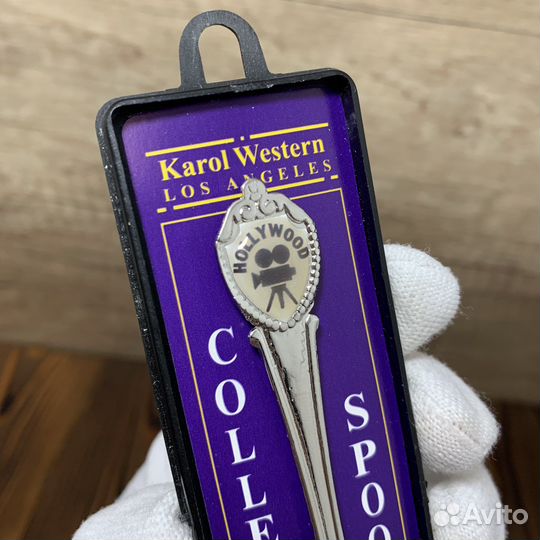 Karol Western
LOS ANGELES
HOLLYWOOD
COLLE
SPOO
Avito